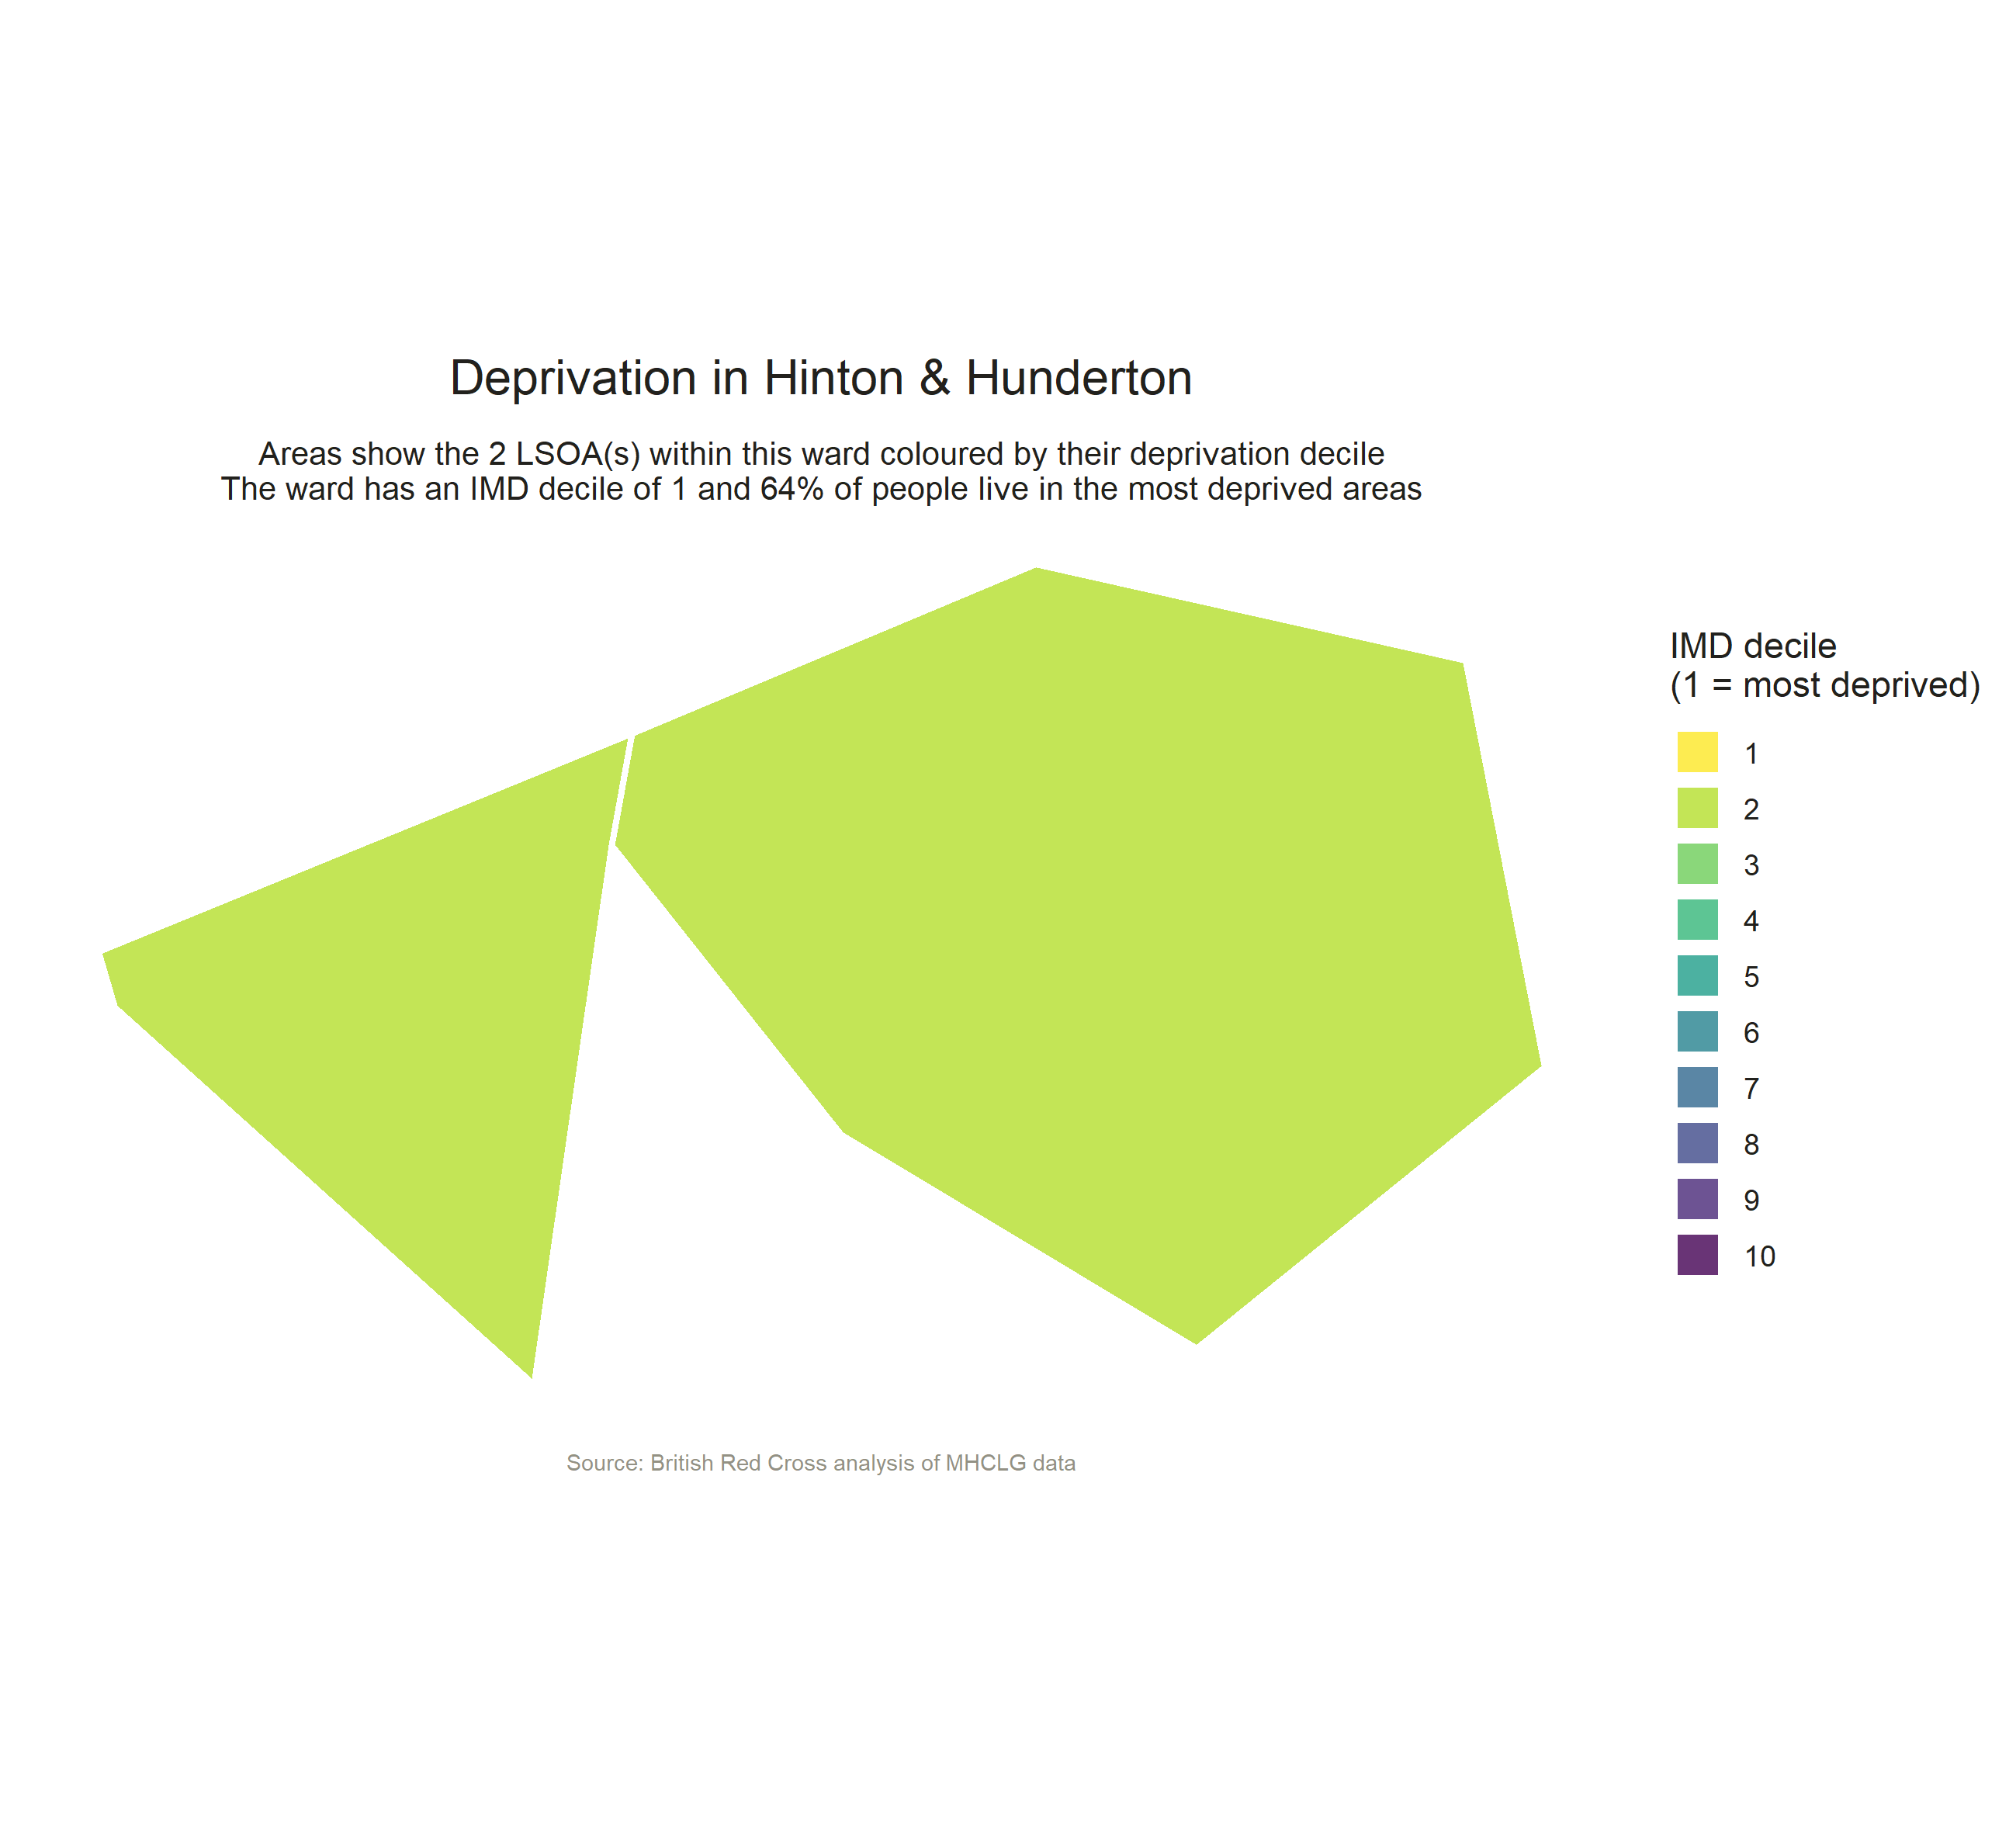 Deprivation in Hinton & Hunderton
Areas show the 2 LSOA(s) within this ward coloured by their deprivation decile
The ward has an IMD decile of 1 and 64% of people live in the most deprived areas
IMD decile
(1 = most deprived)
1
2
3
4
5
6
7
8
9
10
Source: British Red Cross analysis of MHCLG data